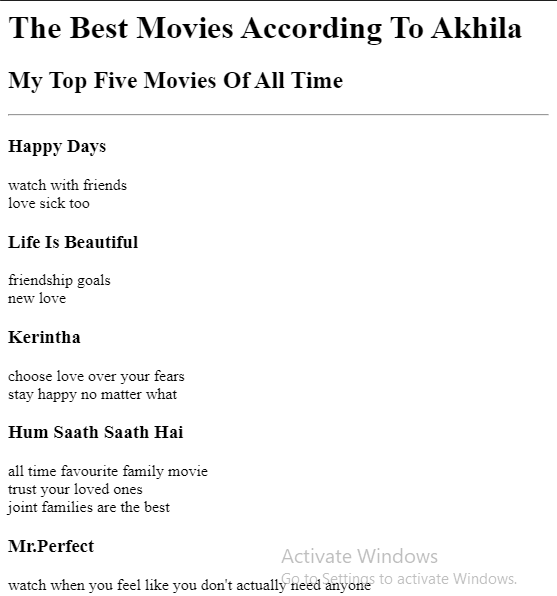 The Best Movies According To Akhila
My Top Five Movies Of All Time
Happy Days
watch with friends
love sick too
Life Is Beautiful
friendship goals
new love
Kerintha
choose love over your fears
stay happy no matter what
Hum Saath Saath Hai
all time favourite family movie
trust your loved ones
joint families are the best
Mr.Perfect
Activate Windows
Go to Settings to activate Windows.
watch when you feel like you don't actually need anyone